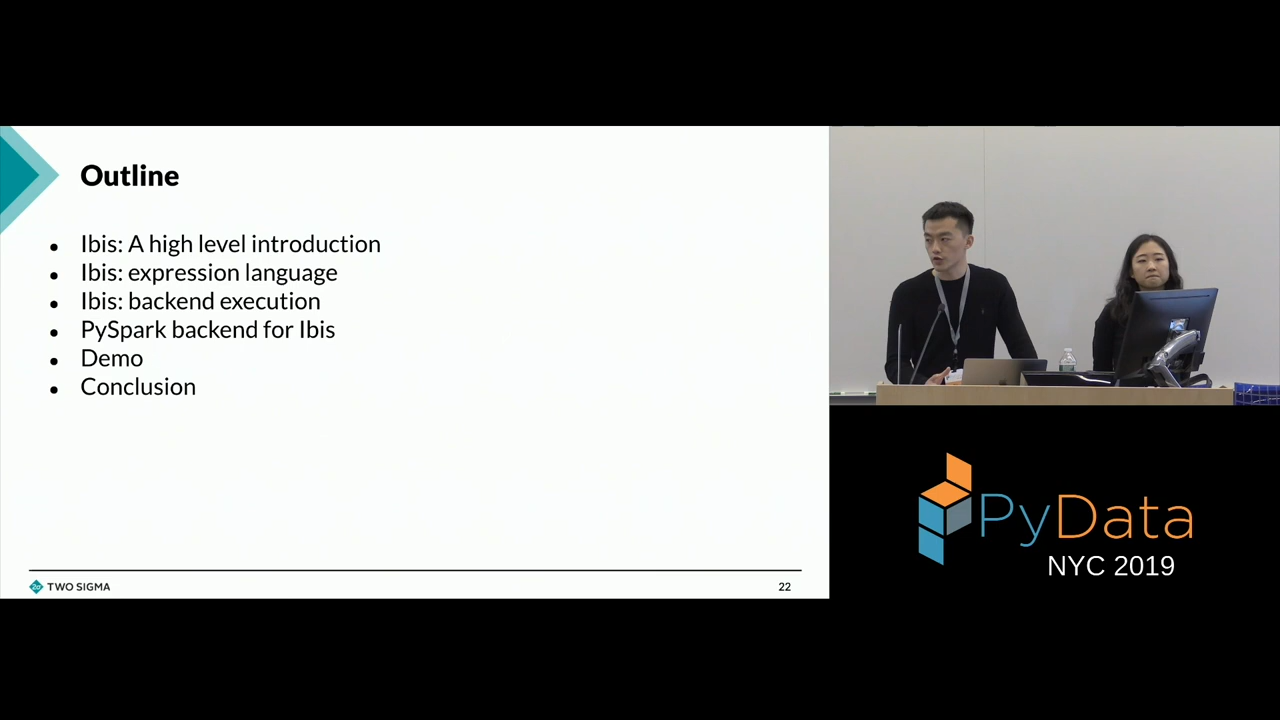 Outline
• Ibis: A high level introduction
• Ibis: expression language
• Ibis: backend execution
• PySpark backend for Ibis
• Demo
• Conclusion
TWO SIGMA
22
PyData
NYC 2019